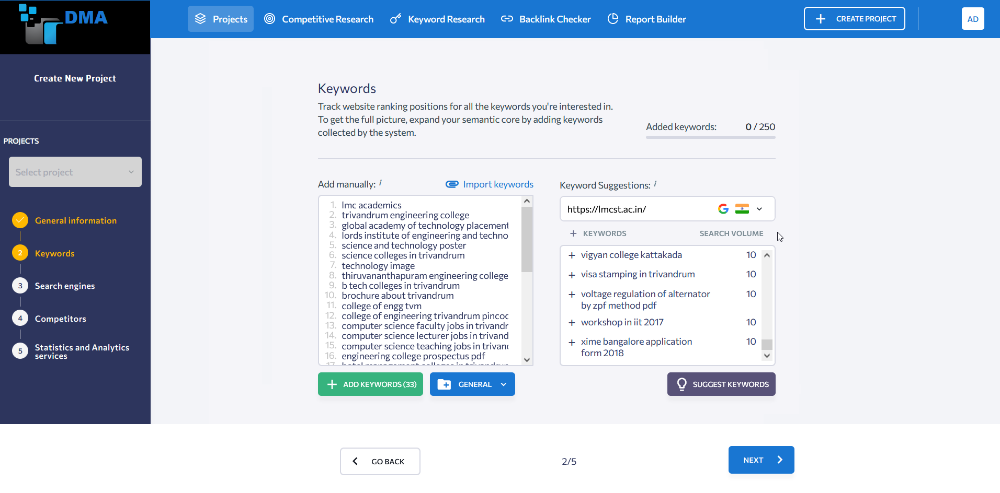 DMA
Projects
Competitive Research
Keyword Research
Backlink Checker
Report Builder
CREATE PROJECT
AD
Create New Project
PROJECTS
Select project
General information
2 Keywords
3 Search engines
4 Competitors
5 Statistics and Analytics
services
Keywords
Track website ranking positions for all the keywords you're interested in.
To get the full picture, expand your semantic core by adding keywords
collected by the system.
Added keywords: 0 / 250
Add manually: i
Import keywords
1. lmc academics
2. trivandrum engineering college
3. global academy of technology placement
4. lords institute of engineering and techno
5. science and technology poster
6. science colleges in trivandrum
7. technology image
8. thiruvananthapuram engineering college
9. b tech colleges in trivandrum
10. brochure about trivandrum
11. college of engg tvm
12. college of engineering trivandrum pincod
13. computer science faculty jobs in trivandr
14. computer science lecturer jobs in trivand
15. computer science teaching jobs in trivand
16. engineering college prospectus pdf
17. hotel management colleges in trivandrum
ADD KEYWORDS (33)
GENERAL
Keyword Suggestions: i
https://lmcst.ac.in/
+ KEYWORDS SEARCH VOLUME
+ vigyan college kattakada 10
+ visa stamping in trivandrum 10
+ voltage regulation of alternator 10
by zpf method pdf
+ workshop in iit 2017 10
+ xime bangalore application 10
form 2018
SUGGEST KEYWORDS
GO BACK
2/5
NEXT